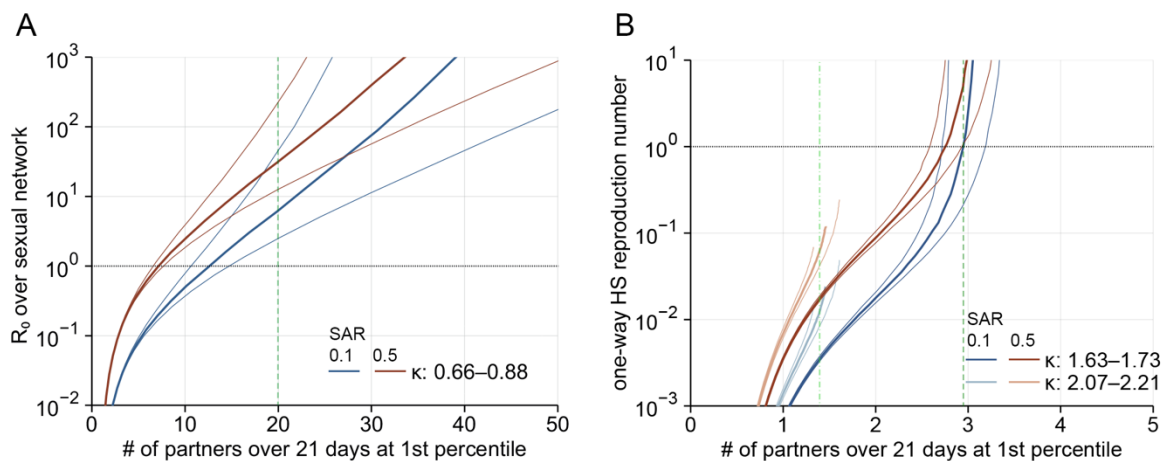 A
R₀ over sexual network
10³
10²
10¹
10⁰
10⁻¹
10⁻²
0 10 20 30 40 50
# of partners over 21 days at 1st percentile
SAR
0.1 0.5
κ: 0.66–0.88
B
one-way HS reproduction number
10¹
10⁰
10⁻¹
10⁻²
10⁻³
0 1 2 3 4 5
# of partners over 21 days at 1st percentile
SAR
0.1 0.5
κ: 1.63–1.73
κ: 2.07–2.21